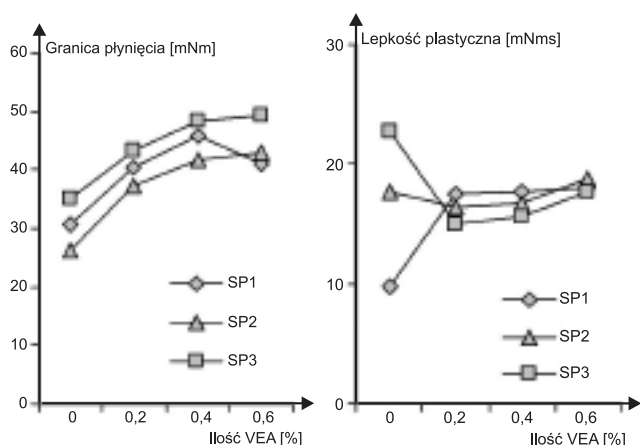 Granica płynięcia [mNm]
60
50
40
30
20
10
0
0 0,2 0,4 0,6
Ilość VEA [%]
SP1
SP2
SP3
Lepkość plastyczna [mNms]
30
20
10
0
0 0,2 0,4 0,6
Ilość VEA [%]
SP1
SP2
SP3